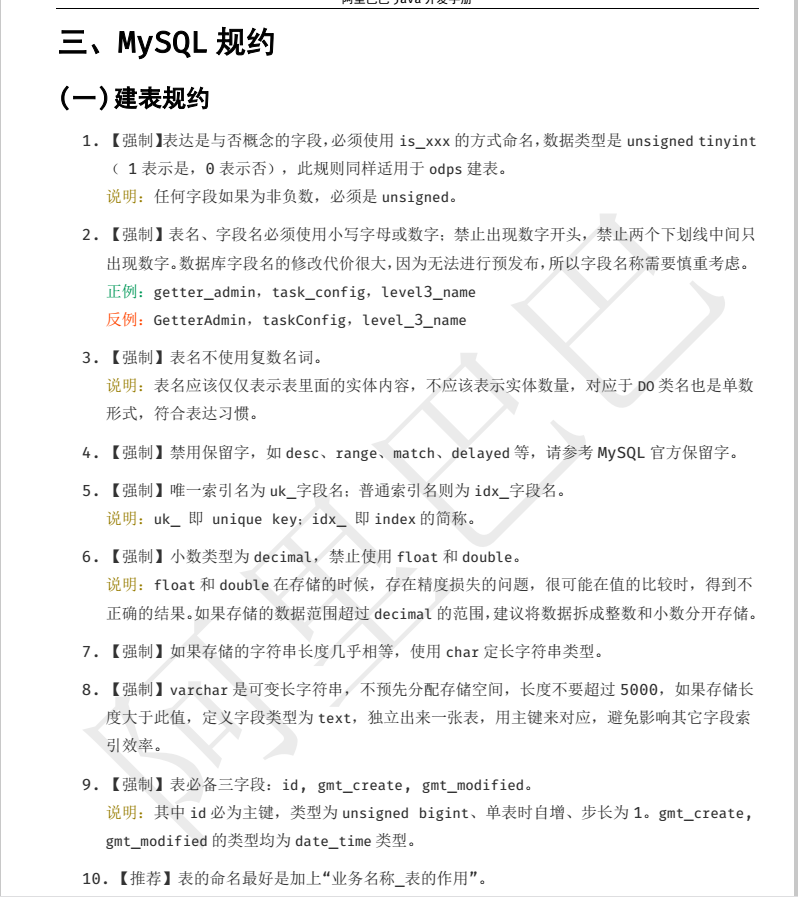 阿里巴巴 Java 开发手册
三、MySQL 规约
(一)建表规约
1. 【强制】表达是与否概念的字段,必须使用 is_xxx 的方式命名,数据类型是 unsigned tinyint
( 1 表示是, 0 表示否),此规则同样适用于 odps 建表。
说明:任何字段如果为非负数,必须是 unsigned。
2. 【强制】表名、字段名必须使用小写字母或数字;禁止出现数字开头,禁止两个下划线中间只
出现数字。数据库字段名的修改代价很大,因为无法进行预发布,所以字段名称需要慎重考虑。
正例:getter_admin,task_config,level3_name
反例:GetterAdmin,taskConfig,level_3_name
3. 【强制】表名不使用复数名词。
说明:表名应该仅仅表示表里面的实体内容,不应该表示实体数量,对应于 DO 类名也是单数
形式,符合表达习惯。
4. 【强制】禁用保留字,如 desc、range、match、delayed 等,请参考 MySQL 官方保留字。
5. 【强制】唯一索引名为 uk_字段名;普通索引名则为 idx_字段名。
说明:uk_ 即 unique key;idx_ 即 index 的简称。
6. 【强制】小数类型为 decimal,禁止使用 float 和 double。
说明:float 和 double 在存储的时候,存在精度损失的问题,很可能在值的比较时,得到不
正确的结果。如果存储的数据范围超过 decimal 的范围,建议将数据拆成整数和小数分开存储。
7. 【强制】如果存储的字符串长度几乎相等,使用 char 定长字符串类型。
8. 【强制】varchar 是可变长字符串,不预先分配存储空间,长度不要超过 5000,如果存储长
度大于此值,定义字段类型为 text,独立出来一张表,用主键来对应,避免影响其它字段索
引效率。
9. 【强制】表必备三字段:id, gmt_create, gmt_modified。
说明:其中 id 必为主键,类型为 unsigned bigint、单表时自增、步长为 1。gmt_create,
gmt_modified 的类型均为 date_time 类型。
10. 【推荐】表的命名最好是加上“业务名称_表的作用”。
阿里巴巴